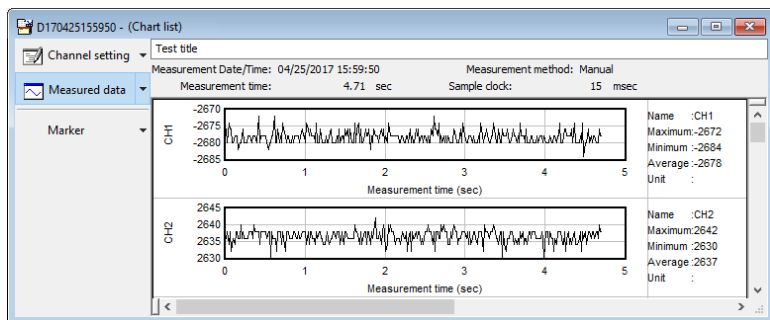 D170425155950 - (Chart list)
Channel setting
Measured data
Marker
Test title
Measurement Date/Time: 04/25/2017 15:59:50 Measurement method: Manual
Measurement time: 4.71 sec Sample clock: 15 msec
CH1
-2670
-2675
-2680
-2685
0 1 2 3 4 5
Measurement time (sec)
Name :CH1
Maximum:-2672
Minimum :-2684
Average :-2678
Unit :
CH2
2645
2640
2635
2630
0 1 2 3 4 5
Measurement time (sec)
Name :CH2
Maximum:2642
Minimum :2630
Average :2637
Unit :